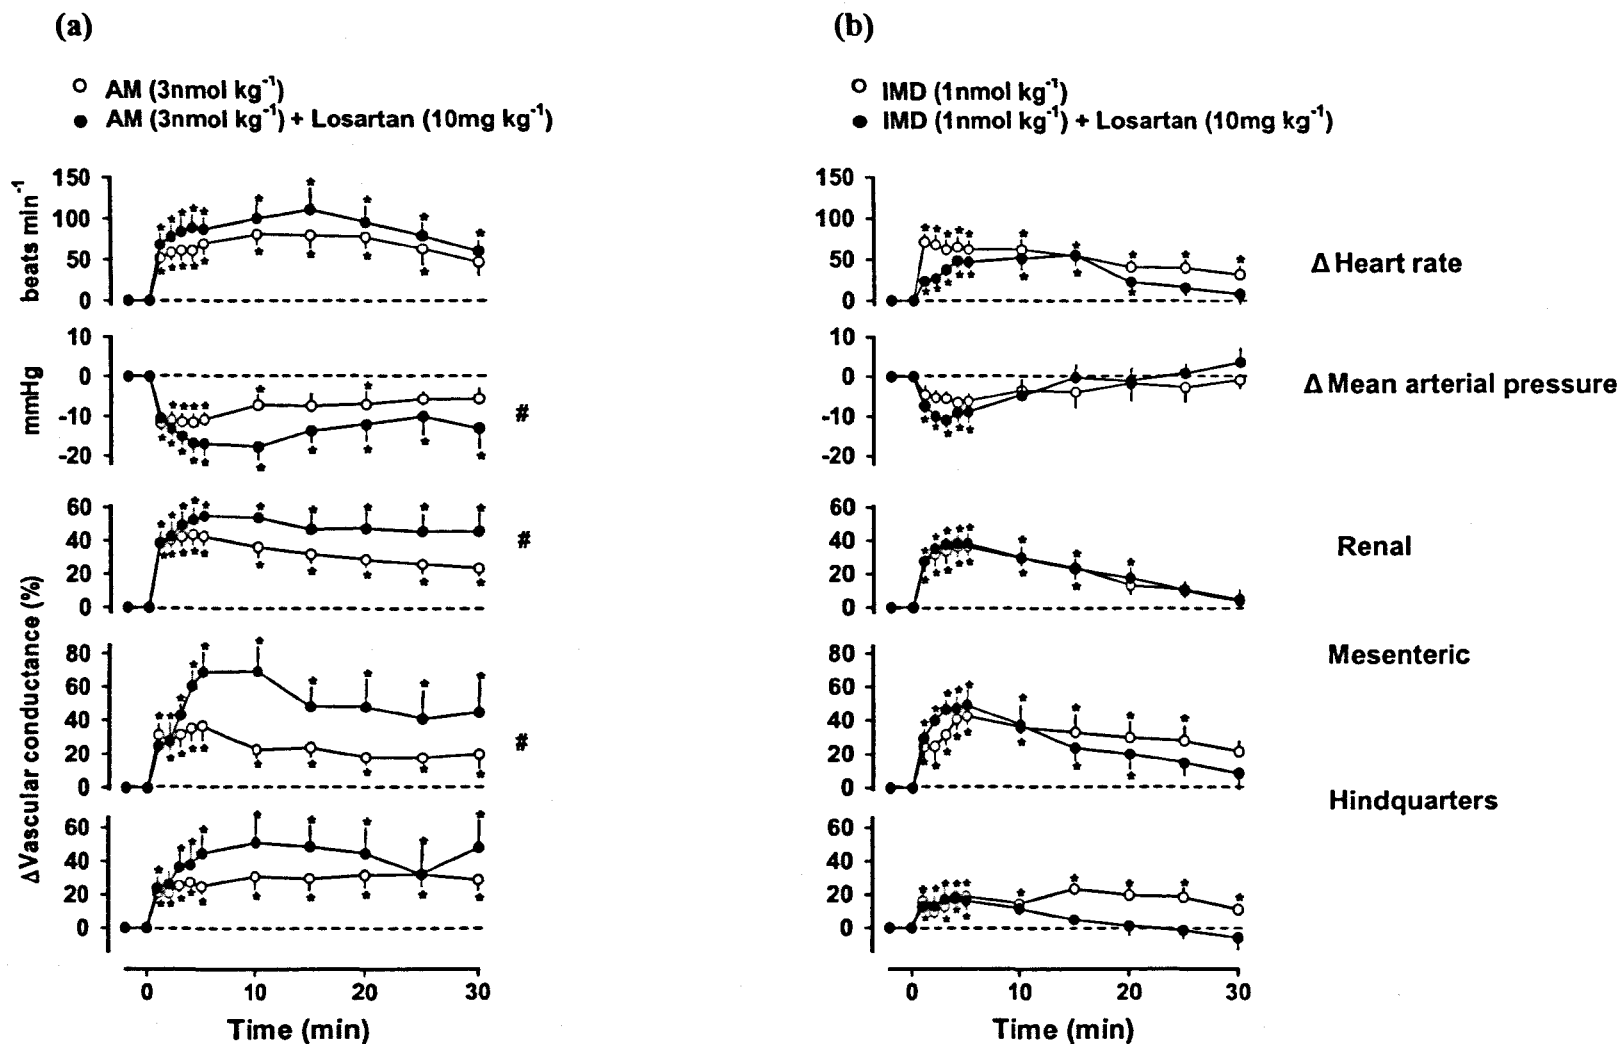 (a)
○ AM (3nmol kg⁻¹)
● AM (3nmol kg⁻¹) + Losartan (10mg kg⁻¹)
beats min⁻¹
150
100
50
0
mmHg
10
0
-10
-20
#
ΔVascular conductance (%)
60
40
20
0
#
80
60
40
20
0
#
60
40
20
0
0 10 20 30
Time (min)
(b)
○ IMD (1nmol kg⁻¹)
● IMD (1nmol kg⁻¹) + Losartan (10mg kg⁻¹)
150
100
50
0
Δ Heart rate
10
0
-10
-20
Δ Mean arterial pressure
60
40
20
0
Renal
80
60
40
20
0
Mesenteric
60
40
20
0
Hindquarters
0 10 20 30
Time (min)